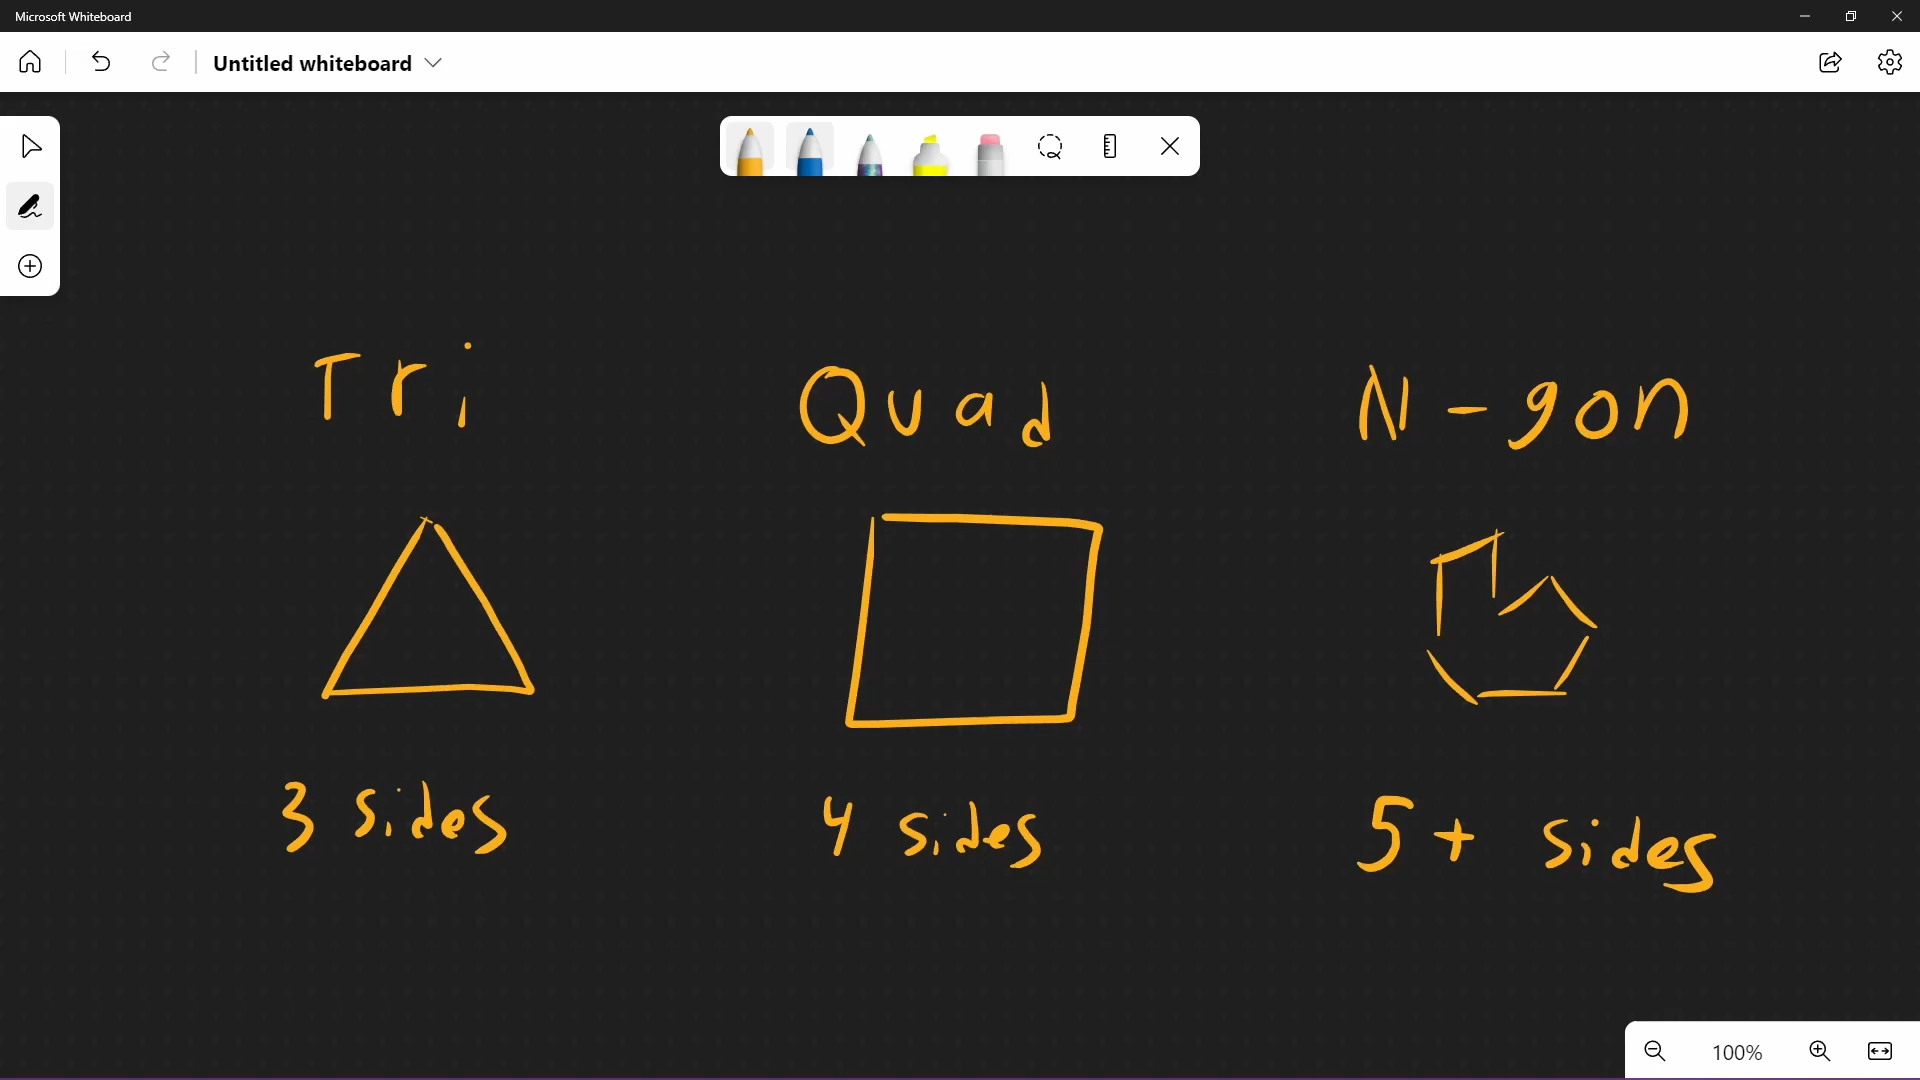 Microsoft Whiteboard
Untitled whiteboard
Tri
Quad
N-gon
3 sides
4 sides
5+ sides
100%